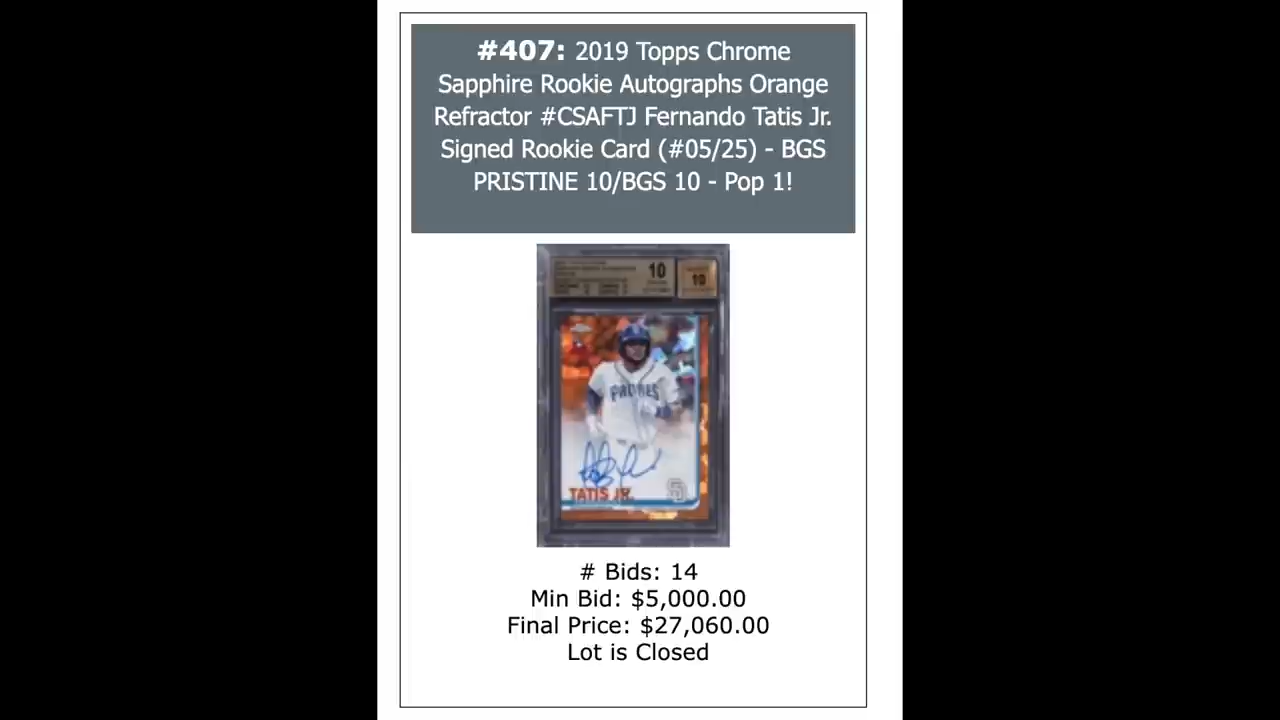 #407: 2019 Topps Chrome
Sapphire Rookie Autographs Orange
Refractor #CSAFTJ Fernando Tatis Jr.
Signed Rookie Card (#05/25) - BGS
PRISTINE 10/BGS 10 - Pop 1!
10
10
PADRES
TATIS JR.
SD
# Bids: 14
Min Bid: $5,000.00
Final Price: $27,060.00
Lot is Closed